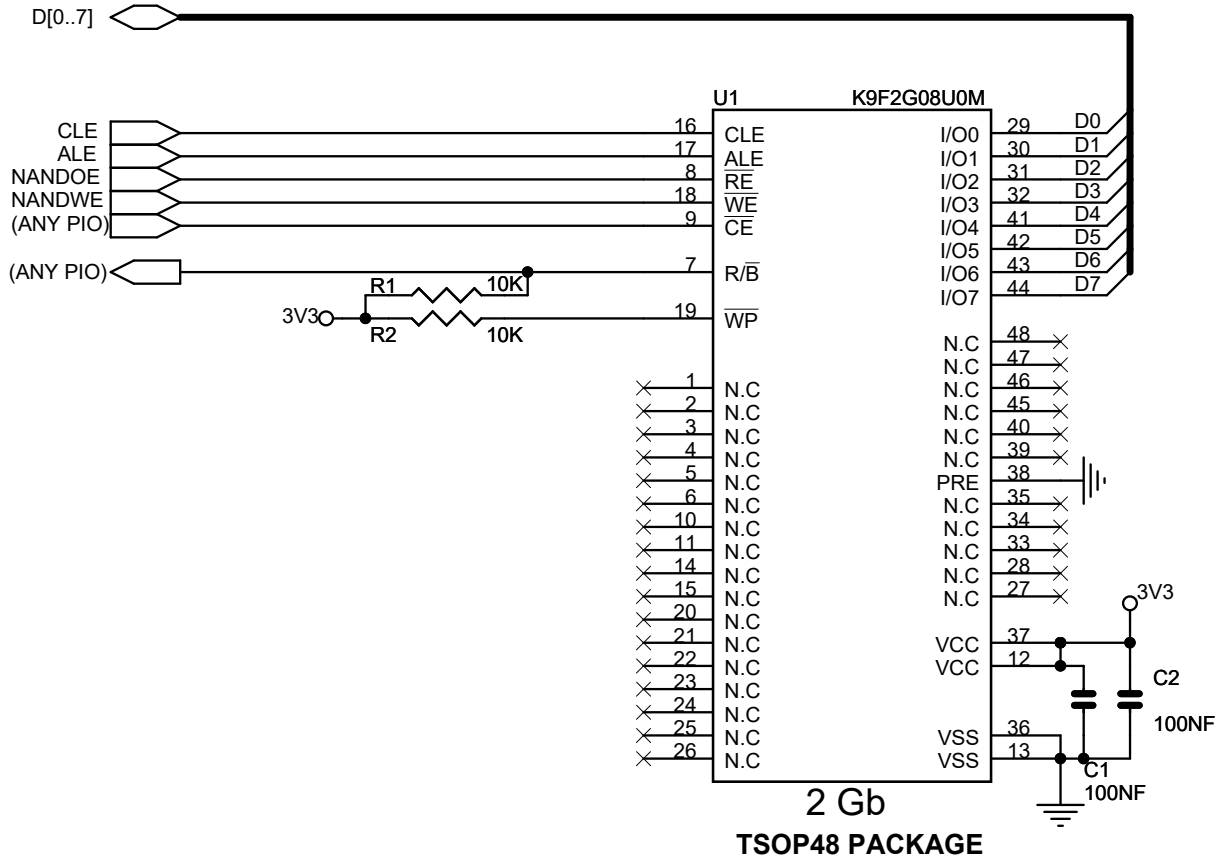 D[0..7]
U1 K9F2G08U0M
CLE 16 CLE I/O0 29 D0
ALE 17 ALE I/O1 30 D1
NANDOE 8 RE I/O2 31 D2
NANDWE 18 WE I/O3 32 D3
(ANY PIO) 9 CE I/O4 41 D4
I/O5 42 D5
(ANY PIO) 7 R/B I/O6 43 D6
R1 10K I/O7 44 D7
3V3 19 WP
R2 10K
N.C 48
N.C 47
1 N.C N.C 46
2 N.C N.C 45
3 N.C N.C 40
4 N.C N.C 39
5 N.C PRE 38
6 N.C N.C 35
10 N.C N.C 34
11 N.C N.C 33
14 N.C N.C 28
15 N.C N.C 27
3V3
20 N.C
21 N.C VCC 37
22 N.C VCC 12
23 N.C C2
24 N.C 100NF
25 N.C VSS 36
26 N.C VSS 13
C1
100NF
2 Gb
TSOP48 PACKAGE